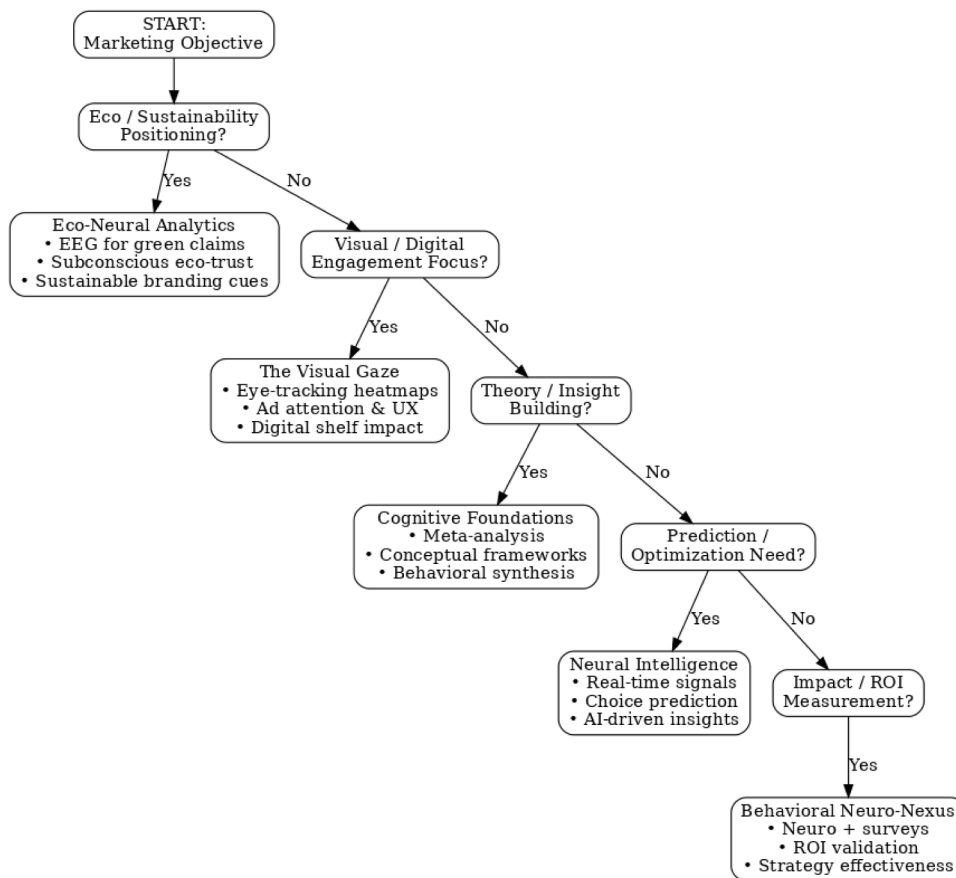 START:
Marketing Objective
Eco / Sustainability
Positioning?
Yes
No
Eco-Neural Analytics
• EEG for green claims
• Subconscious eco-trust
• Sustainable branding cues
Visual / Digital
Engagement Focus?
Yes
No
The Visual Gaze
• Eye-tracking heatmaps
• Ad attention & UX
• Digital shelf impact
Theory / Insight
Building?
Yes
No
Cognitive Foundations
• Meta-analysis
• Conceptual frameworks
• Behavioral synthesis
Prediction /
Optimization Need?
Yes
No
Neural Intelligence
• Real-time signals
• Choice prediction
• AI-driven insights
Impact / ROI
Measurement?
Yes
Behavioral Neuro-Nexus
• Neuro + surveys
• ROI validation
• Strategy effectiveness